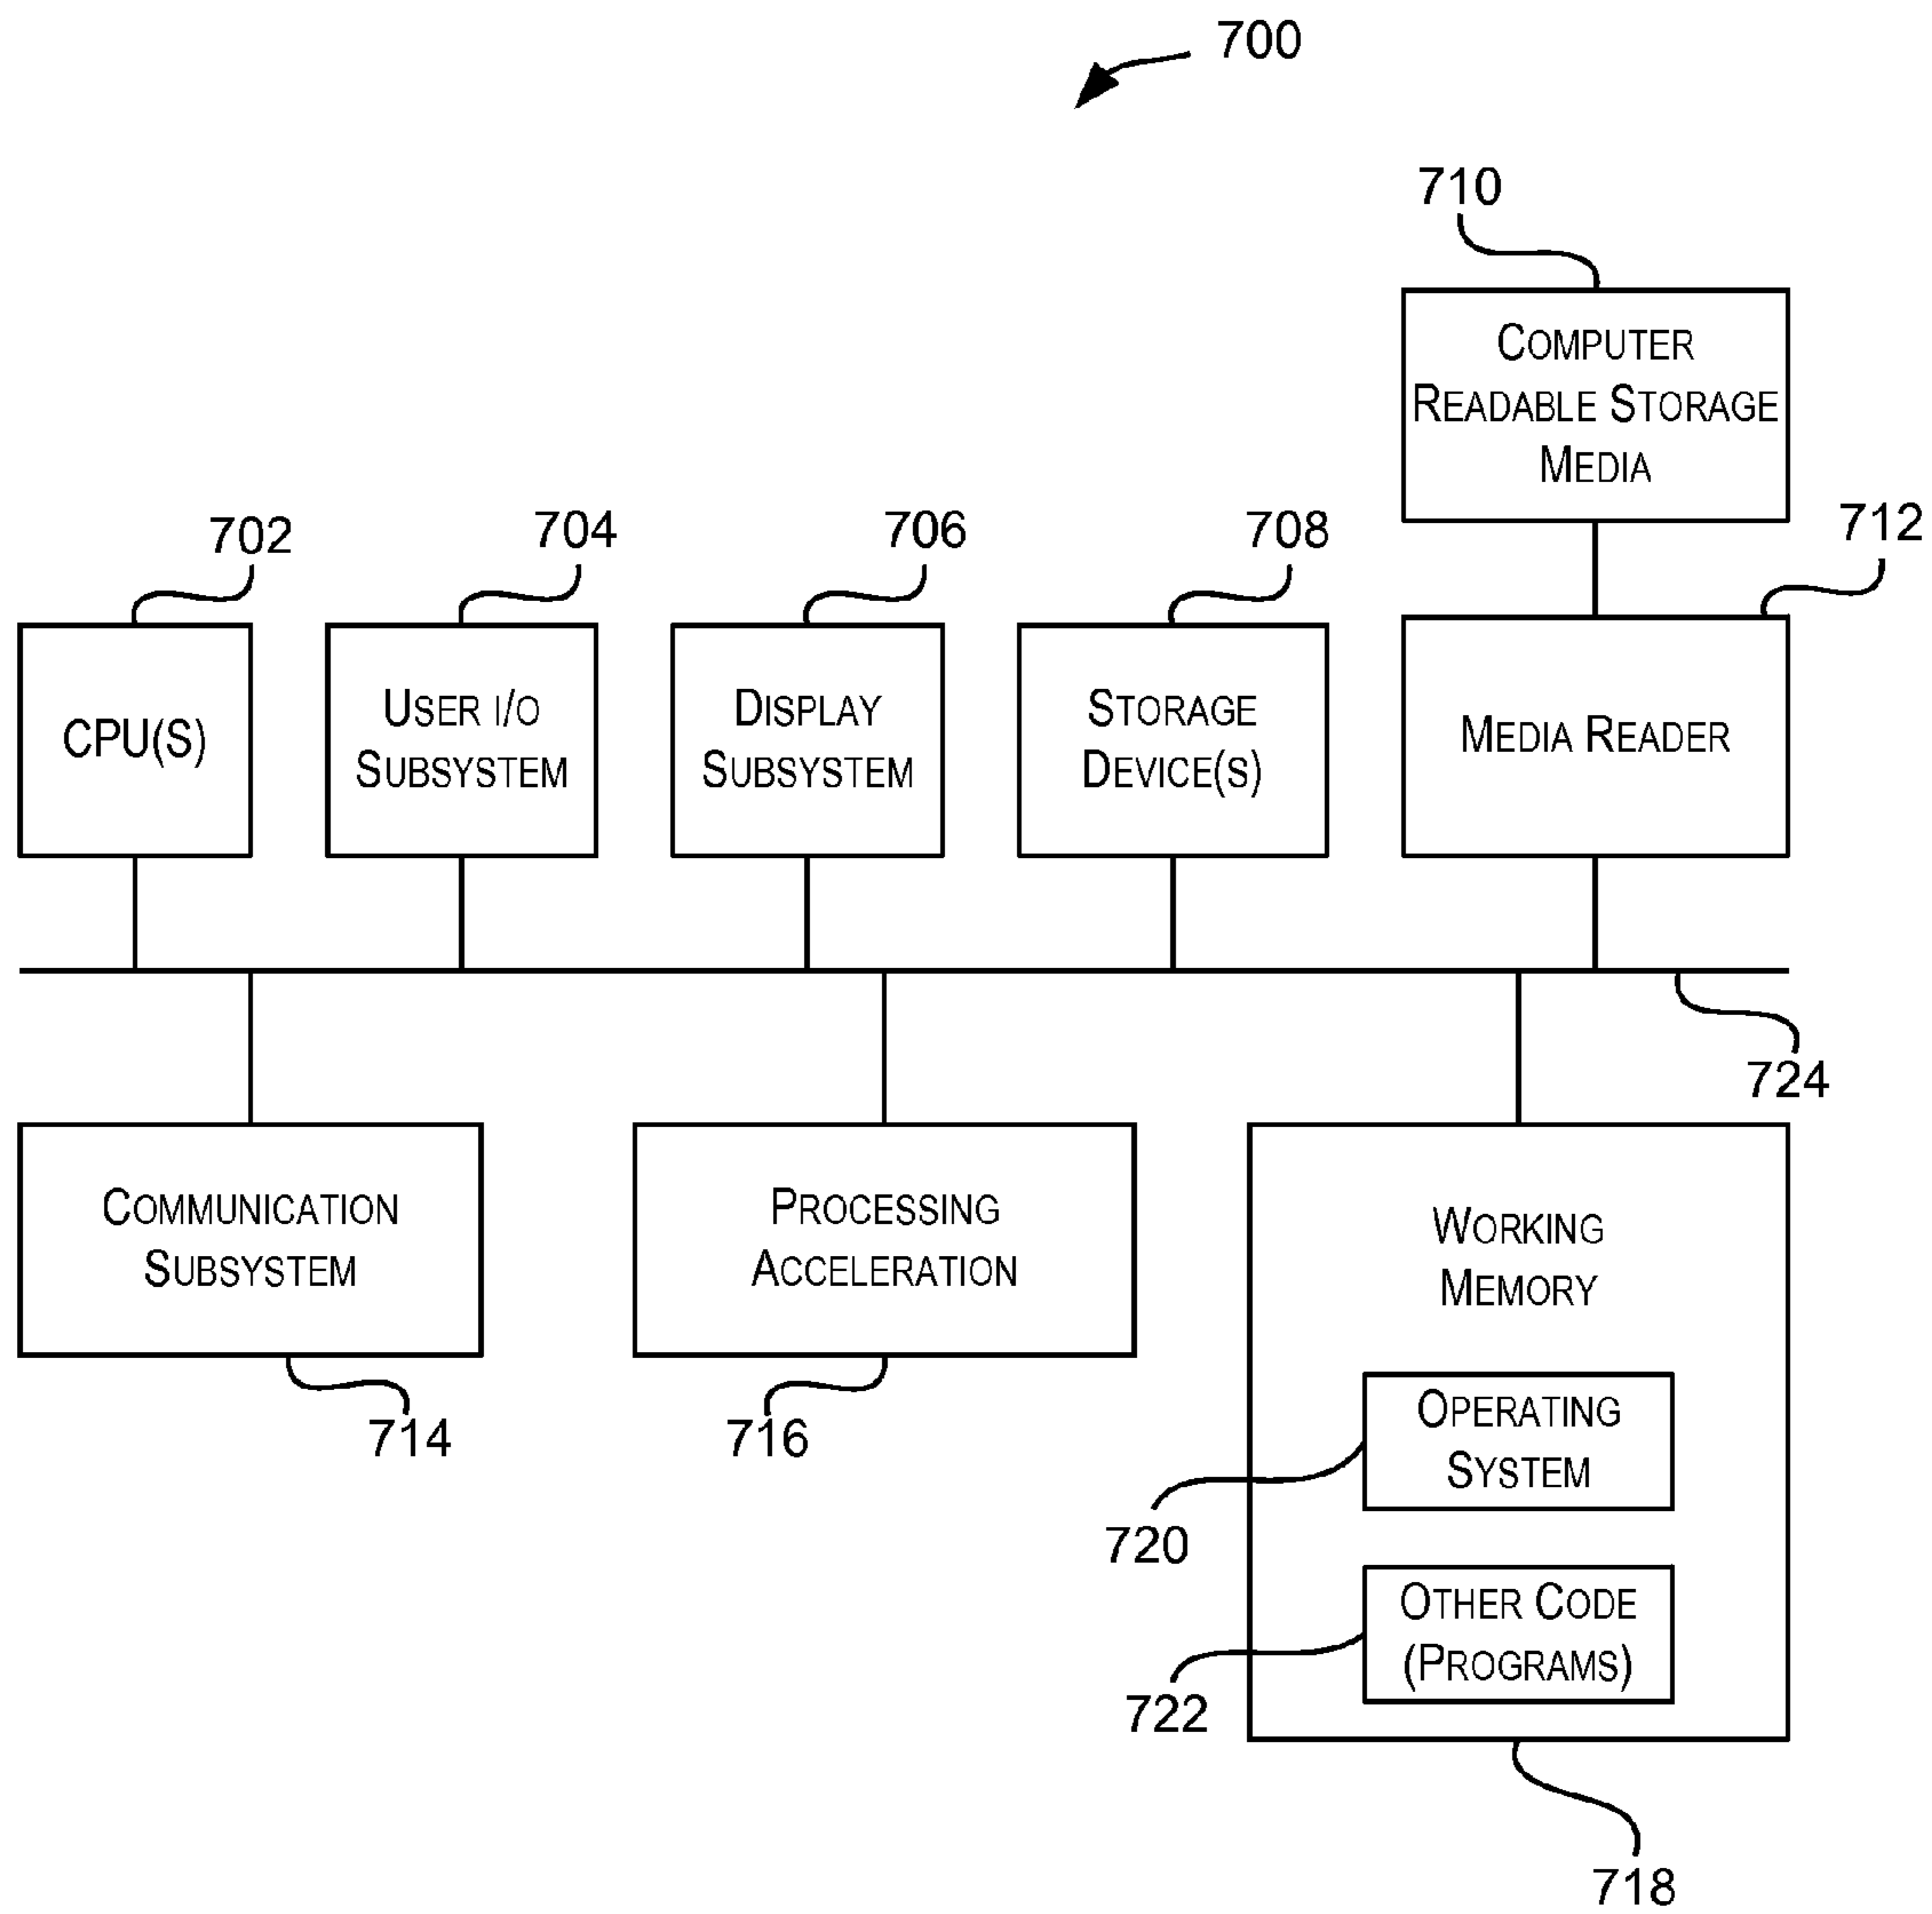 700
710
COMPUTER
READABLE STORAGE
MEDIA
702
704
706
708
712
CPU(S)
USER I/O
SUBSYSTEM
DISPLAY
SUBSYSTEM
STORAGE
DEVICE(S)
MEDIA READER
724
COMMUNICATION
SUBSYSTEM
PROCESSING
ACCELERATION
WORKING
MEMORY
714
716
OPERATING
SYSTEM
720
OTHER CODE
(PROGRAMS)
722
718